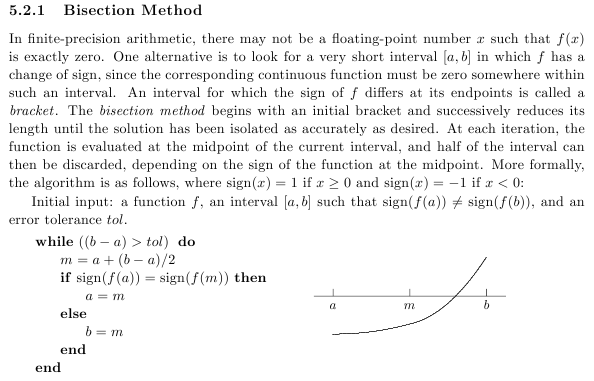 5.2.1 Bisection Method
In finite-precision arithmetic, there may not be a floating-point number x such that f(x)
is exactly zero. One alternative is to look for a very short interval [a, b] in which f has a
change of sign, since the corresponding continuous function must be zero somewhere within
such an interval. An interval for which the sign of f differs at its endpoints is called a
bracket. The bisection method begins with an initial bracket and successively reduces its
length until the solution has been isolated as accurately as desired. At each iteration, the
function is evaluated at the midpoint of the current interval, and half of the interval can
then be discarded, depending on the sign of the function at the midpoint. More formally,
the algorithm is as follows, where sign(x) = 1 if x ≥ 0 and sign(x) = −1 if x < 0:
Initial input: a function f, an interval [a, b] such that sign(f(a)) ≠ sign(f(b)), and an
error tolerance tol.
while ((b − a) > tol) do
m = a + (b − a)/2
if sign(f(a)) = sign(f(m)) then
a = m
else
b = m
end
end
a m b